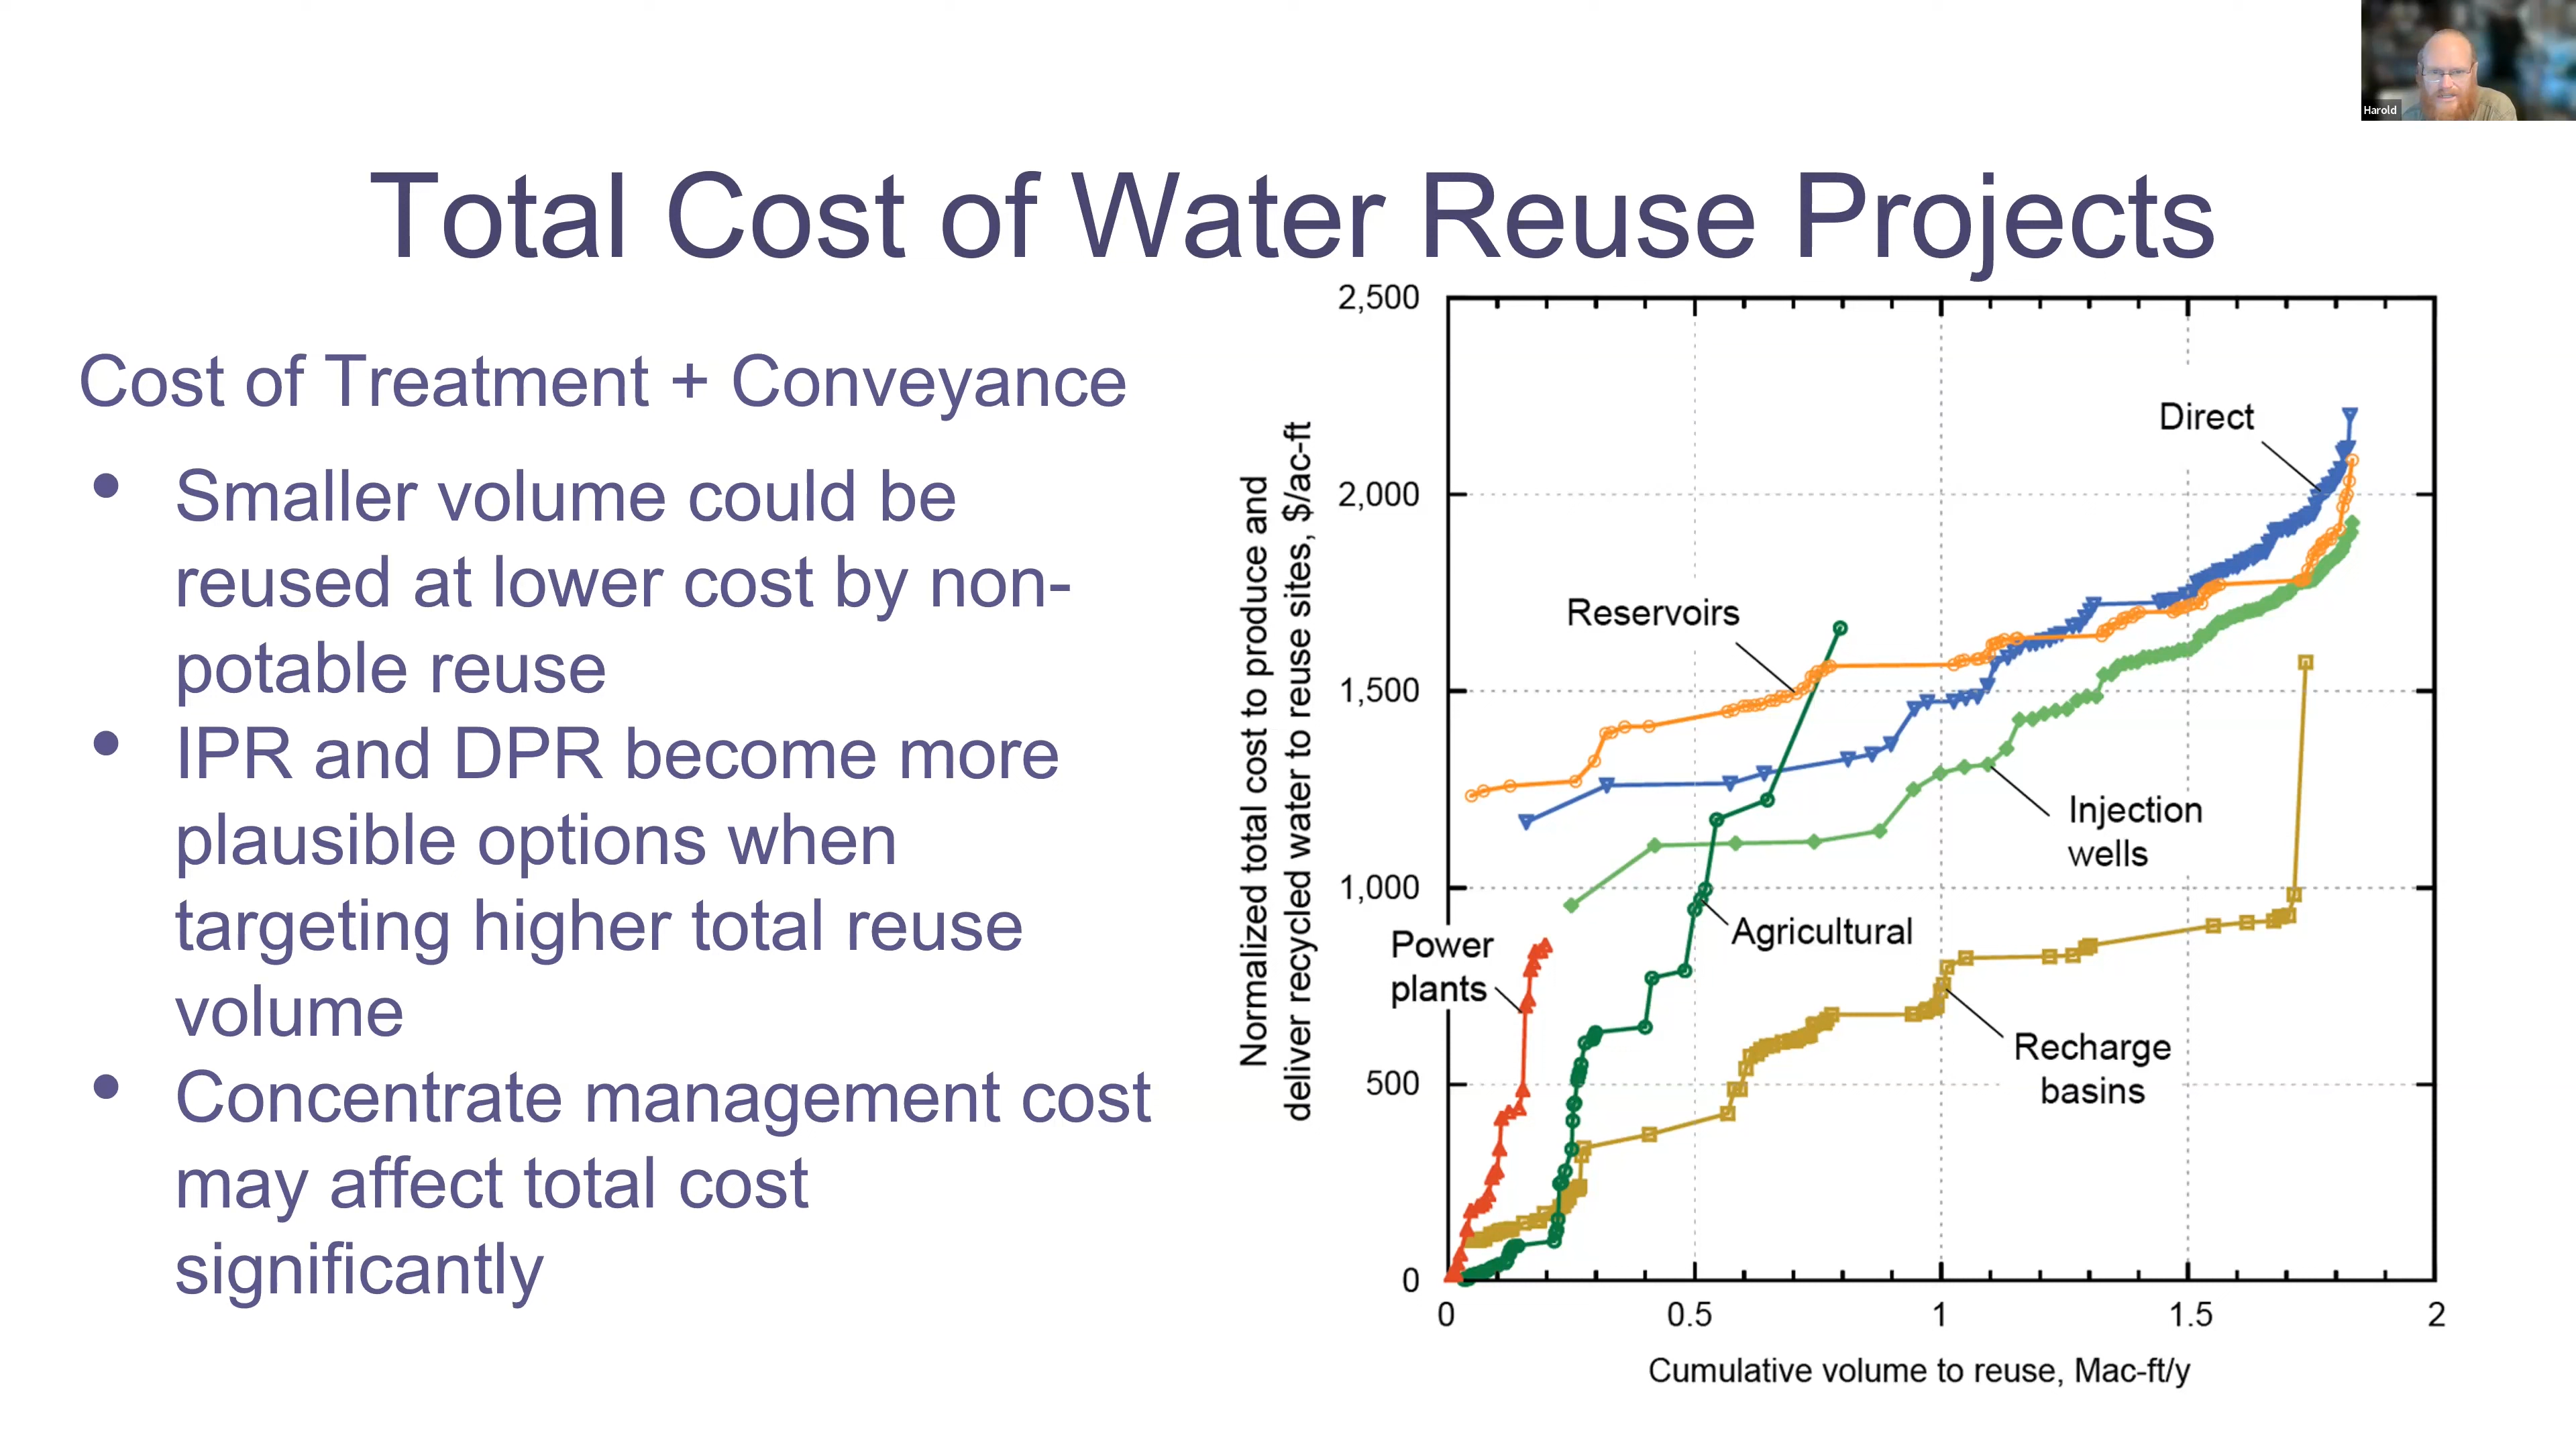 Harold
Total Cost of Water Reuse Projects
Cost of Treatment + Conveyance
• Smaller volume could be
reused at lower cost by non-
potable reuse
• IPR and DPR become more
plausible options when
targeting higher total reuse
volume
• Concentrate management cost
may affect total cost
significantly
Normalized total cost to produce and
deliver recycled water to reuse sites, $/ac-ft
2,500
2,000
1,500
1,000
500
0
Direct
Reservoirs
Injection
wells
Agricultural
Power
plants
Recharge
basins
0
0.5
1
1.5
2
Cumulative volume to reuse, Mac-ft/y